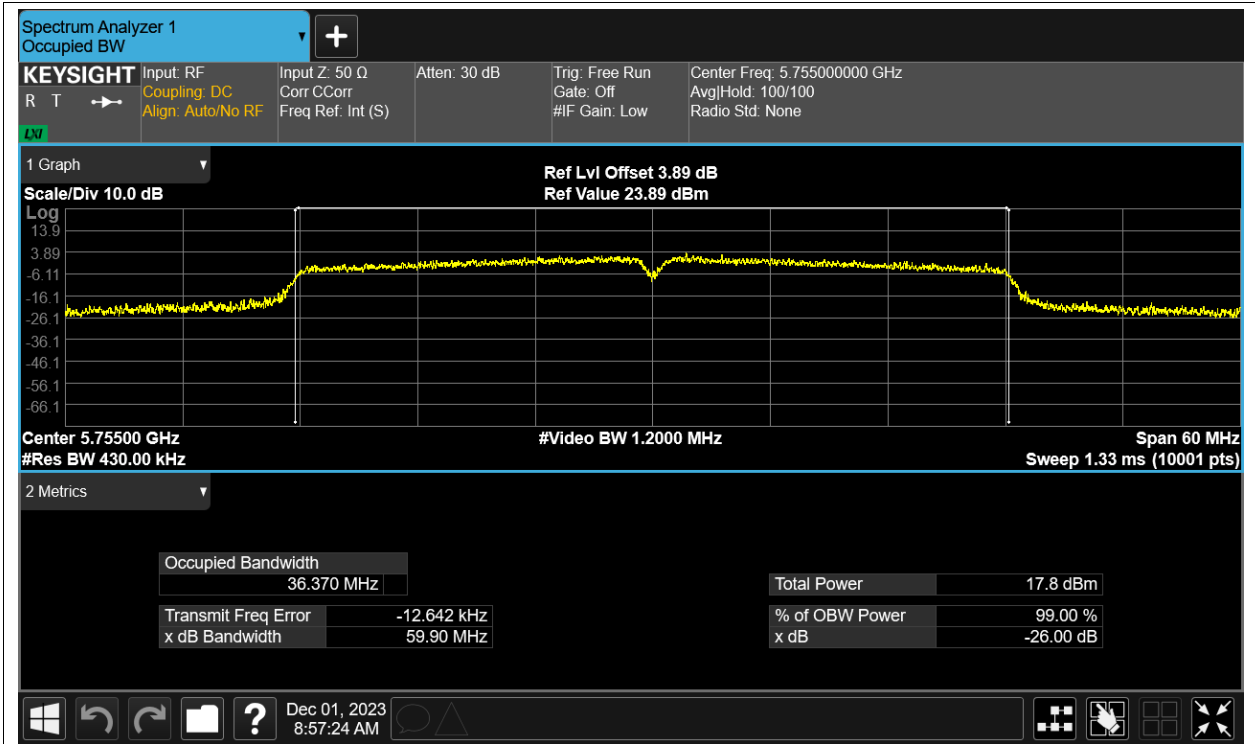 Spectrum Analyzer 1
Occupied BW
KEYSIGHT
R T
LXI
Input: RF
Coupling: DC
Align: Auto/No RF
Input Z: 50 Ω
Corr CCorr
Freq Ref: Int (S)
Atten: 30 dB
Trig: Free Run
Gate: Off
#IF Gain: Low
Center Freq: 5.755000000 GHz
Avg|Hold: 100/100
Radio Std: None
1 Graph
Scale/Div 10.0 dB
Ref Lvl Offset 3.89 dB
Ref Value 23.89 dBm
Log
13.9
3.89
-6.11
-16.1
-26.1
-36.1
-46.1
-56.1
-66.1
Center 5.75500 GHz
#Res BW 430.00 kHz
#Video BW 1.2000 MHz
Span 60 MHz
Sweep 1.33 ms (10001 pts)
2 Metrics
Occupied Bandwidth
36.370 MHz
Transmit Freq Error -12.642 kHz
x dB Bandwidth 59.90 MHz
Total Power 17.8 dBm
% of OBW Power 99.00 %
x dB -26.00 dB
?
Dec 01, 2023
8:57:24 AM